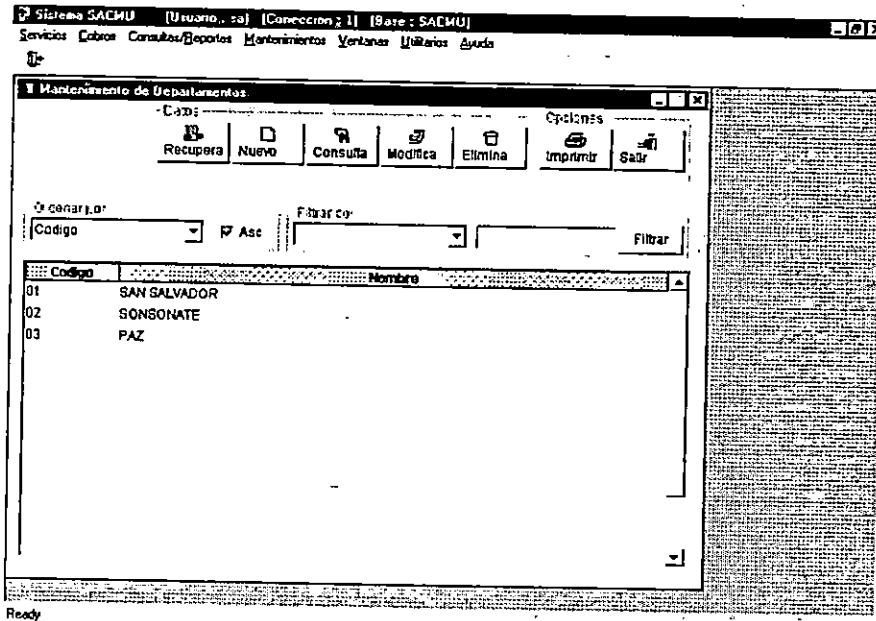 Sistema SACMU [Usuario,, sa] [Coneccion ; 1] [Base : SACMU]
Servicios Cobros Consultas/Reportes Mantenimientos Ventanas Utilitarios Ayuda
Mantenimiento de Departamentos
Opciones
Recupera Nuevo Consulta Modifica Elimina Imprimir Salir
Ordenar por Filtrar por
Codigo Asc Filtrar
Codigo Nombre
01 SAN SALVADOR
02 SONSONATE
03 PAZ
Ready